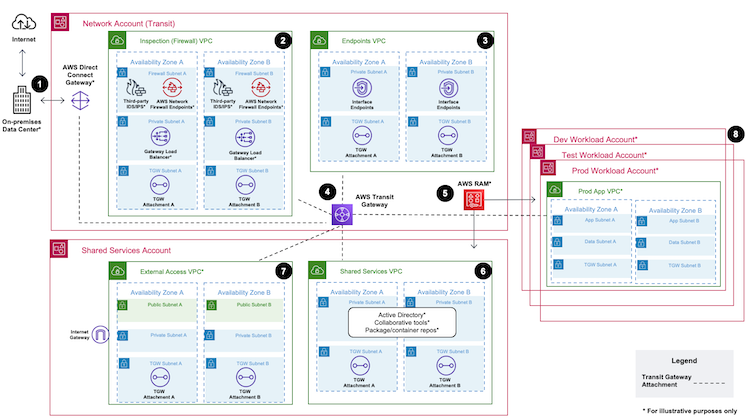 Network Account (Transit)
Internet
1
AWS Direct
Connect
Gateway*
On-premises
Data Center*
Inspection (Firewall) VPC
2
Availability Zone A
Availability Zone B
Firewall Subnet A
Firewall Subnet B
Third-party
IDS/IPS*
AWS Network
Firewall Endpoints*
Third-party
IDS/IPS*
AWS Network
Firewall Endpoints*
Private Subnet A
Private Subnet B
Gateway Load
Balancer*
Gateway Load
Balancer*
TGW Subnet A
TGW Subnet B
TGW
Attachment A
TGW
Attachment B
Endpoints VPC
3
Availability Zone A
Availability Zone B
Private Subnet A
Private Subnet B
Interface
Endpoints
Interface
Endpoints
TGW Subnet A
TGW Subnet B
TGW
Attachment A
TGW
Attachment B
4
AWS Transit
Gateway
5
AWS RAM*
8
Dev Workload Account*
Test Workload Account*
Prod Workload Account*
Prod App VPC*
Availability Zone A
Availability Zone B
App Subnet A
App Subnet B
Data Subnet A
Data Subnet B
TGW Subnet A
TGW Subnet B
Shared Services Account
External Access VPC*
7
Availability Zone A
Availability Zone B
Public Subnet A
Public Subnet B
Internet
Gateway
Private Subnet A
Private Subnet B
TGW Subnet A
TGW Subnet B
TGW
Attachment A
TGW
Attachment B
Shared Services VPC
6
Availability Zone A
Availability Zone B
Private Subnet A
Private Subnet B
Active Directory*
Collaborative tools*
Package/container repos*
TGW Subnet A
TGW Subnet B
TGW
Attachment A
TGW
Attachment B
Legend
Transit Gateway
Attachment
* For illustrative purposes only